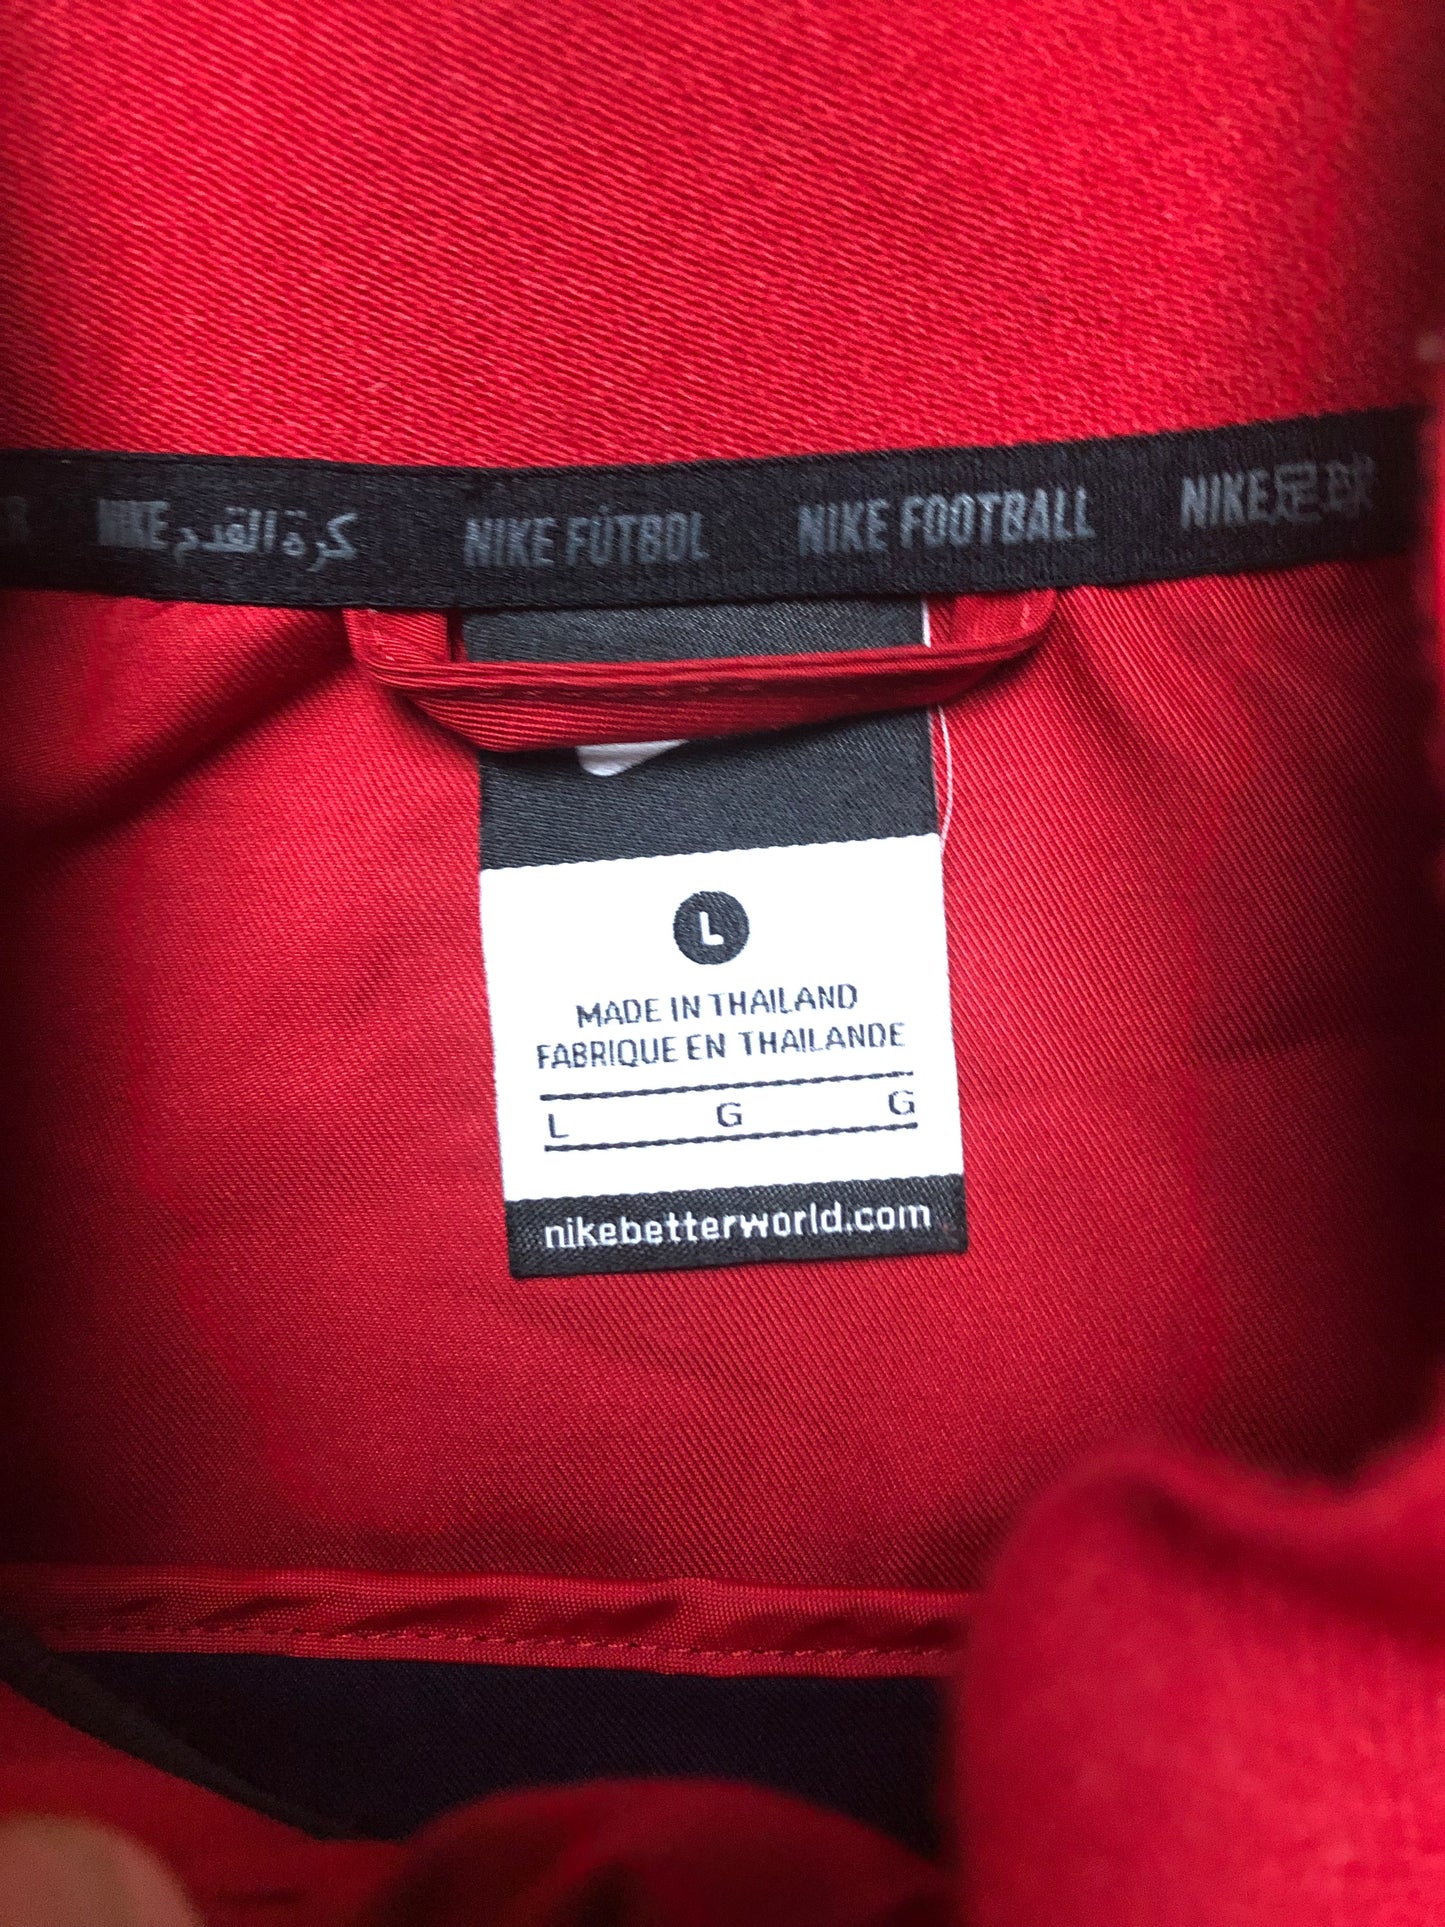 NIKE كرة القدم NIKE FÚTBOL NIKE FOOTBALL NIKE足球
L
MADE IN THAILAND
FABRIQUE EN THAILANDE
L G G
nikebetterworld.com